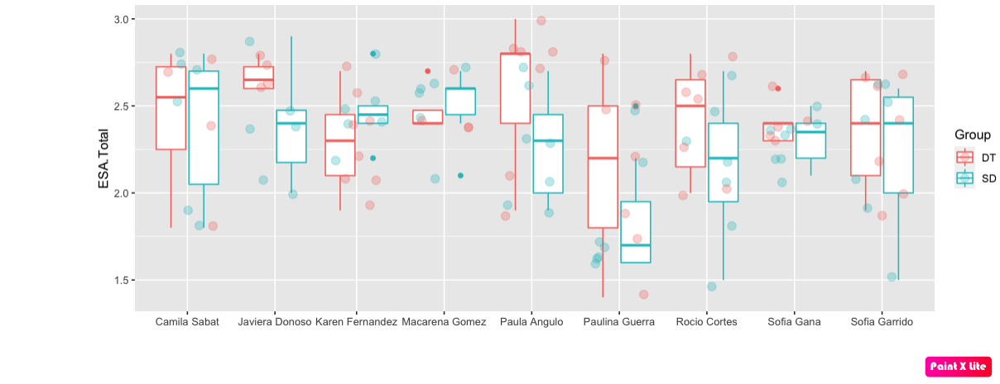 3.0
2.5
2.0
1.5
ESA.Total
Camila Sabat Javiera Donoso Karen Fernandez Macarena Gomez Paula Angulo Paulina Guerra Rocio Cortes Sofia Gana Sofia Garrido
Group
DT
SD
Paint X Lite